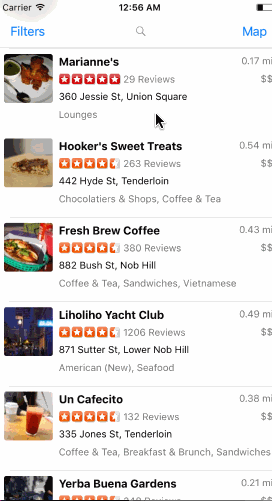 Carrier 12:56 AM
Filters Map
Marianne's 0.17 mi
29 Reviews $$
360 Jessie St, Union Square
Lounges
Hooker's Sweet Treats 0.54 mi
263 Reviews $$
442 Hyde St, Tenderloin
Chocolatiers & Shops, Coffee & Tea
Fresh Brew Coffee 0.43 mi
380 Reviews $
882 Bush St, Nob Hill
Coffee & Tea, Sandwiches, Vietnamese
Liholiho Yacht Club 0.49 mi
1206 Reviews $$
871 Sutter St, Lower Nob Hill
American (New), Seafood
Un Cafecito 0.38 mi
132 Reviews $$
335 Jones St, Tenderloin
Coffee & Tea, Breakfast & Brunch, Sandwiches
Yerba Buena Gardens 0.21 mi